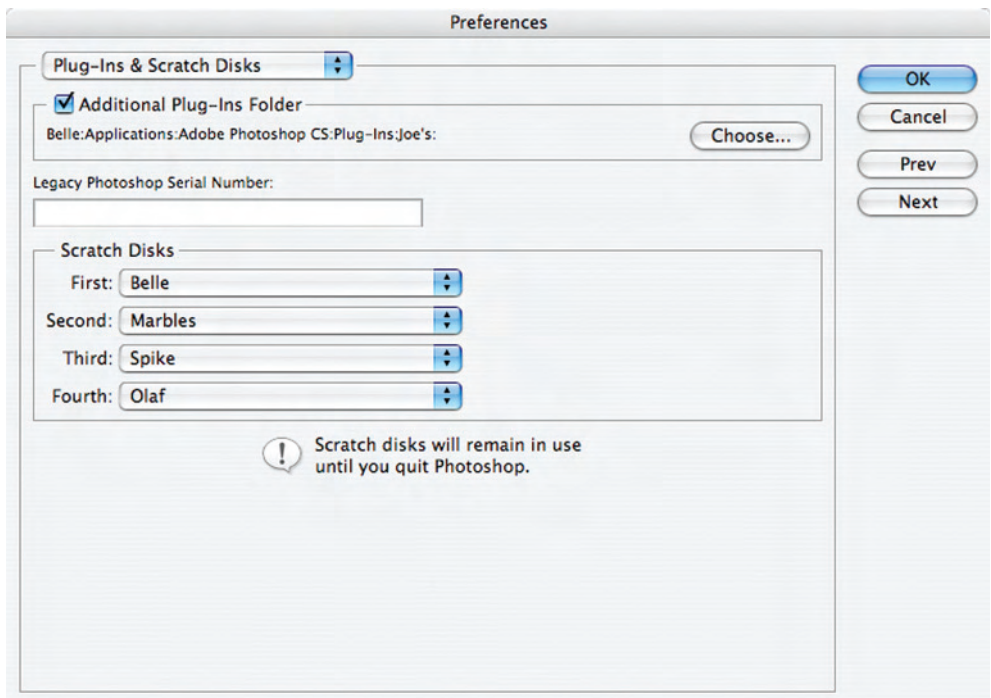 Preferences
Plug-Ins & Scratch Disks
OK
Additional Plug-Ins Folder
Cancel
Belle:Applications:Adobe Photoshop CS:Plug-Ins:Joe's:
Choose...
Prev
Legacy Photoshop Serial Number:
Next
Scratch Disks
First: Belle
Second: Marbles
Third: Spike
Fourth: Olaf
! Scratch disks will remain in use
until you quit Photoshop.